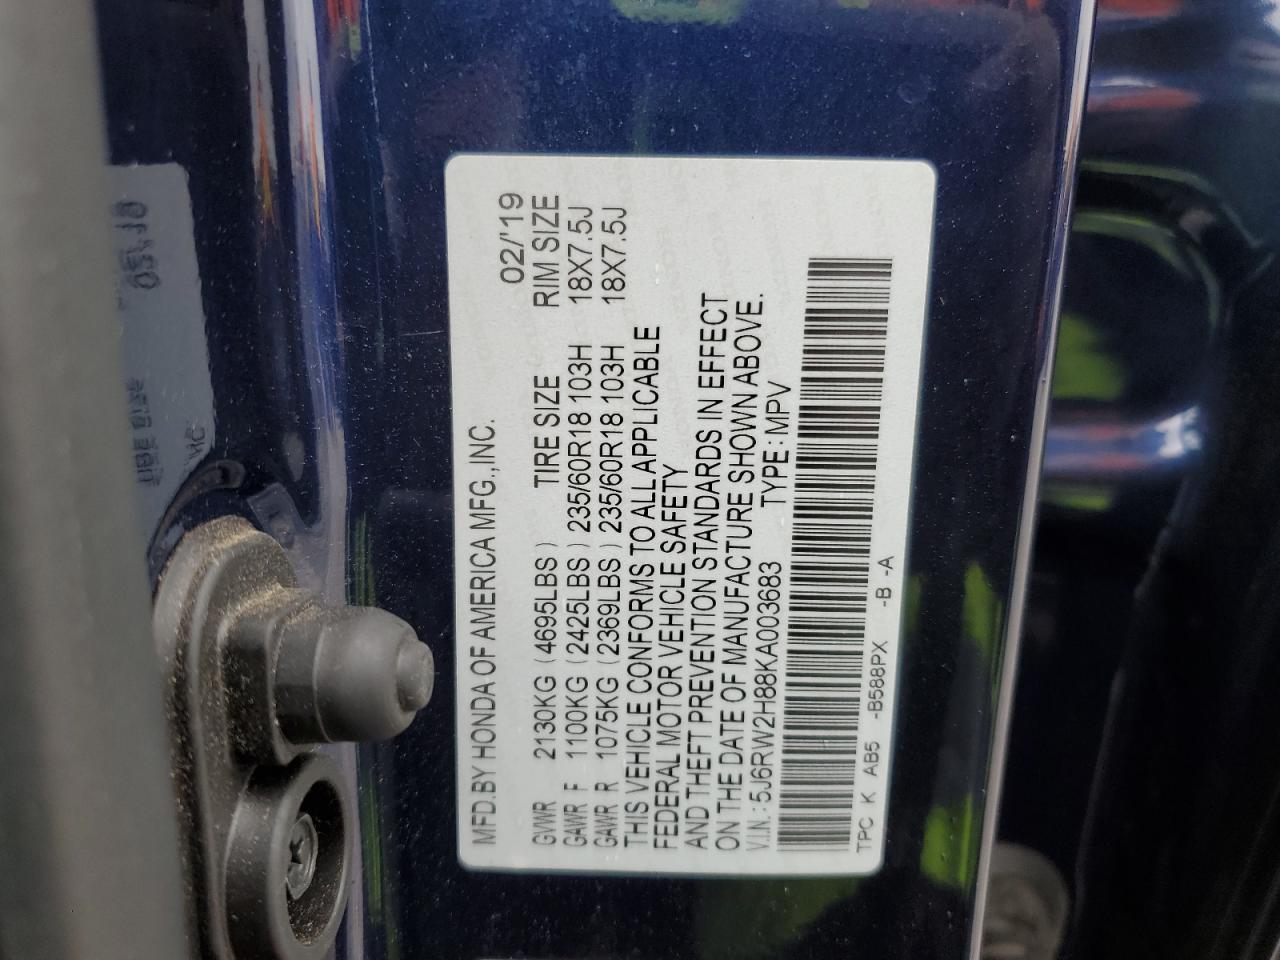 MFD.BY HONDA OF AMERICA MFG.,INC. 02/'19
GVWR 2130KG ( 4695LBS ) TIRE SIZE RIM SIZE
GAWR F 1100KG ( 2425LBS ) 235/60R18 103H 18X7.5J
GAWR R 1075KG ( 2369LBS ) 235/60R18 103H 18X7.5J
THIS VEHICLE CONFORMS TO ALL APPLICABLE
FEDERAL MOTOR VEHICLE SAFETY
AND THEFT PREVENTION STANDARDS IN EFFECT
ON THE DATE OF MANUFACTURE SHOWN ABOVE.
V.I.N.: 5J6RW2H88KA003683 TYPE : MPV
TPC K AB5 -B588PX -B -A